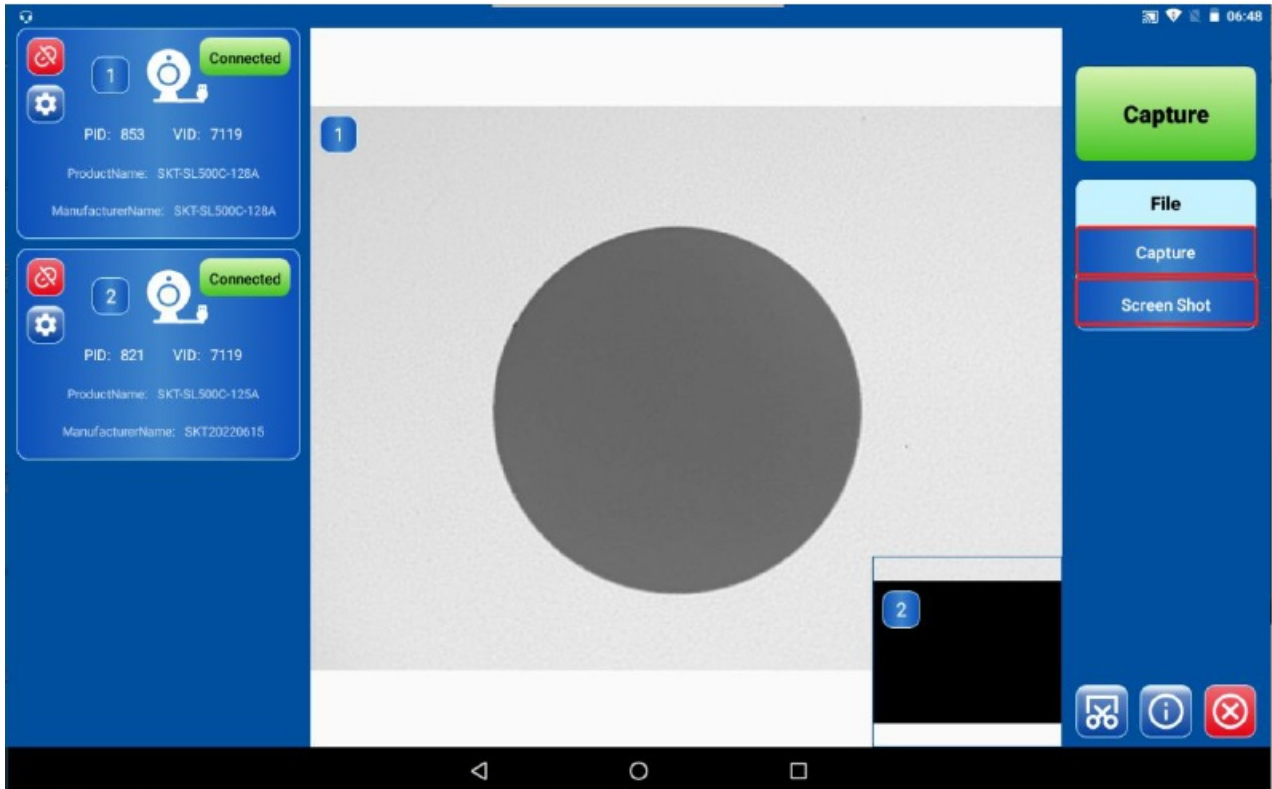 06:48
1
Connected
PID: 853 VID: 7119
ProductName: SKT-SL500C-128A
ManufacturerName: SKT-SL500C-128A
2
Connected
PID: 821 VID: 7119
ProductName: SKT-SL500C-125A
ManufacturerName: SKT20220615
1
2
Capture
File
Capture
Screen Shot